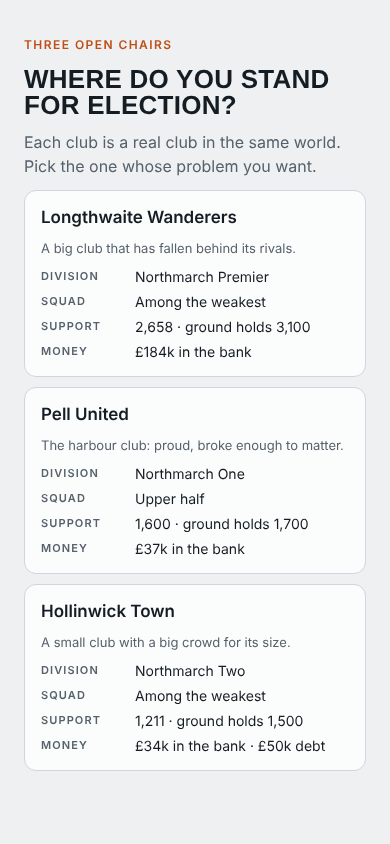 THREE OPEN CHAIRS
WHERE DO YOU STAND
FOR ELECTION?
Each club is a real club in the same world.
Pick the one whose problem you want.
Longthwaite Wanderers
A big club that has fallen behind its rivals.
DIVISION Northmarch Premier
SQUAD Among the weakest
SUPPORT 2,658 · ground holds 3,100
MONEY £184k in the bank
Pell United
The harbour club: proud, broke enough to matter.
DIVISION Northmarch One
SQUAD Upper half
SUPPORT 1,600 · ground holds 1,700
MONEY £37k in the bank
Hollinwick Town
A small club with a big crowd for its size.
DIVISION Northmarch Two
SQUAD Among the weakest
SUPPORT 1,211 · ground holds 1,500
MONEY £34k in the bank · £50k debt